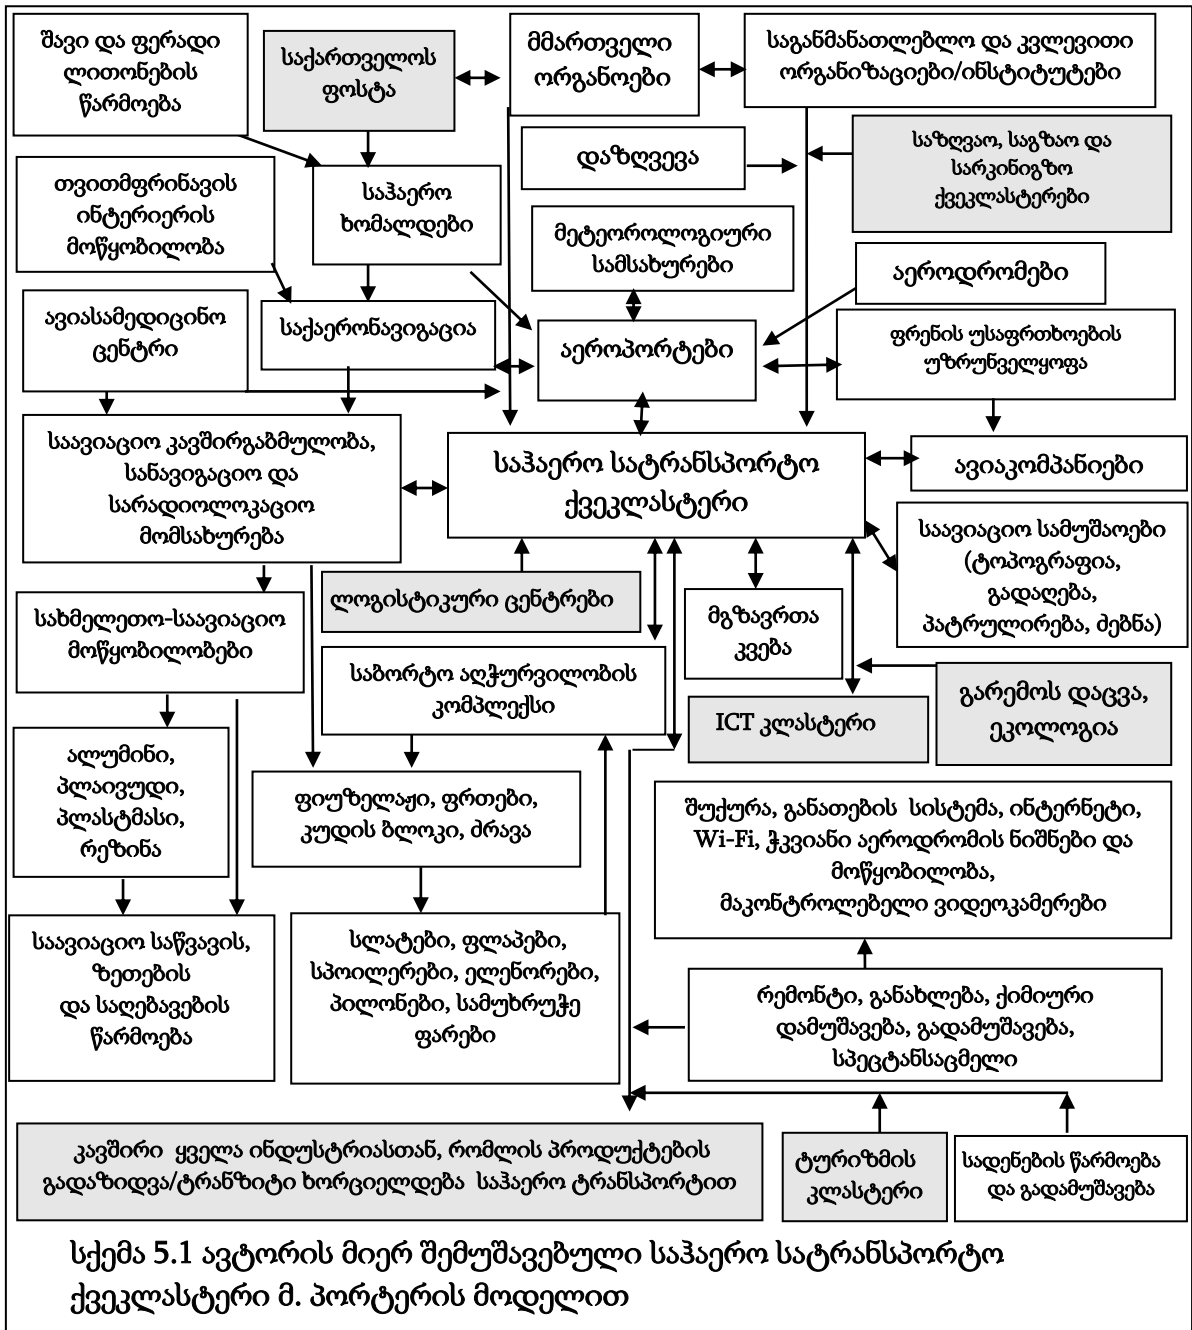 შავი და ფერადი
ლითონების
წარმოება
საქართველოს
ფოსტა
მმართველი
ორგანოები
საგანმანათლებლო და კვლევითი
ორგანიზაციები/ინსტიტუტები
დაზღვევა
საზღვაო, საგზაო და
სარკინიგზო
ქვეკლასტერები
თვითმფრინავის
ინტერიერის
მოწყობილობა
საჰაერო
ხომალდები
მეტეოროლოგიური
სამსახურები
აეროდრომები
ავიასამედიცინო
ცენტრი
საქაერონავიგაცია
აეროპორტები
ფრენის უსაფრთხოების
უზრუნველყოფა
საავიაციო კავშირგაბმულობა,
სანავიგაციო და
სარადიოლოკაციო
მომსახურება
საჰაერო სატრანსპორტო
ქვეკლასტერი
ავიაკომპანიები
საავიაციო სამუშაოები
(ტოპოგრაფია,
გადაღება,
პატრულირება, ძებნა)
ლოგისტიკური ცენტრები
მგზავრთა
კვება
სახმელეთო-საავიაციო
მოწყობილობები
საბორტო აღჭურვილობის
კომპლექსი
ICT კლასტერი
გარემოს დაცვა,
ეკოლოგია
ალუმინი,
პლაივუდი,
პლასტმასი,
რეზინა
ფიუზელაჟი, ფრთები,
კუდის ბლოკი, ძრავა
შუქურა, განათების სისტემა, ინტერნეტი,
Wi-Fi, ჭკვიანი აეროდრომის ნიშნები და
მოწყობილობა,
მაკონტროლებელი ვიდეოკამერები
საავიაციო საწვავის,
ზეთების
და საღებავების
წარმოება
სლატები, ფლაპები,
სპოილერები, ელენორები,
პილონები, სამუხრუჭე
ფარები
რემონტი, განახლება, ქიმიური
დამუშავება, გადამუშავება,
სპეცტანსაცმელი
კავშირი ყველა ინდუსტრიასთან, რომლის პროდუქტების
გადაზიდვა/ტრანზიტი ხორციელდება საჰაერო ტრანსპორტით
ტურიზმის
კლასტერი
სადენების წარმოება
და გადამუშავება
სქემა 5.1 ავტორის მიერ შემუშავებული საჰაერო სატრანსპორტო
ქვეკლასტერი მ. პორტერის მოდელით